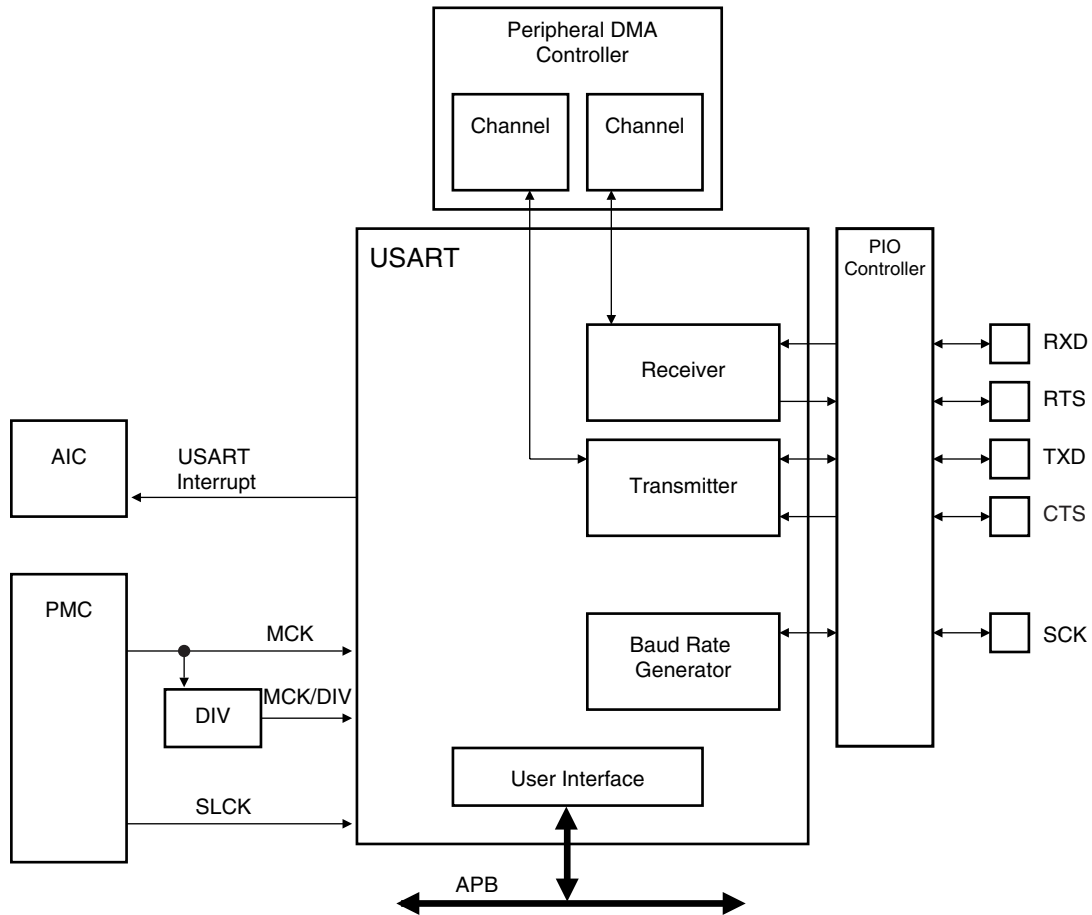 Peripheral DMA
Controller
Channel
Channel
USART
PIO
Controller
Receiver
RXD
RTS
AIC
USART
Interrupt
Transmitter
TXD
CTS
PMC
MCK
Baud Rate
Generator
SCK
DIV
MCK/DIV
User Interface
SLCK
APB